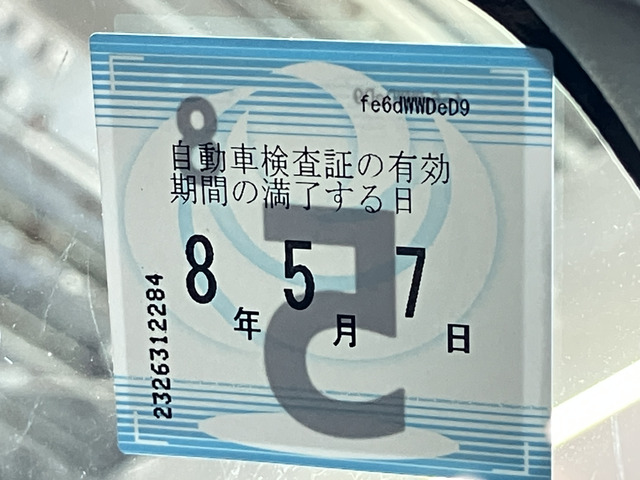 fe6dWWDeD9
自動車検査証の有効
期間の満了する日
8年5月7日
2326312284